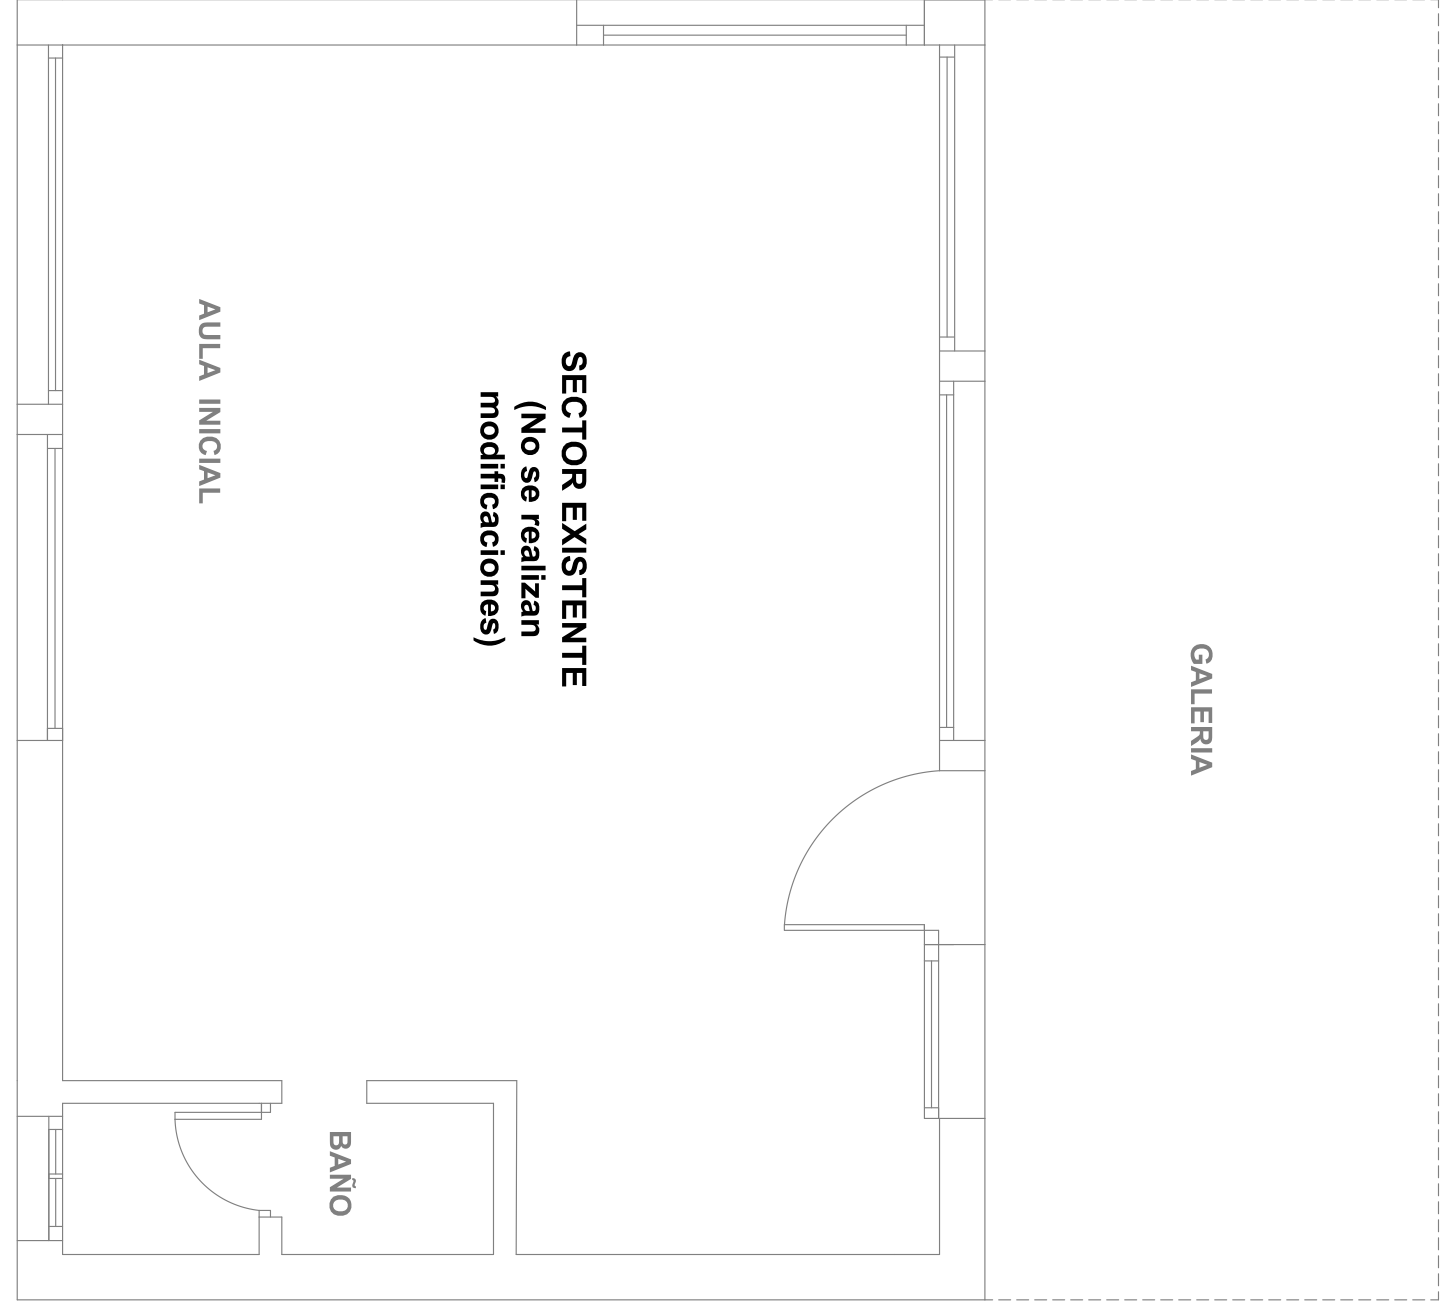 AULA INICIAL
SECTOR EXISTENTE
(No se realizan
modificaciones)
GALERIA
BAÑO